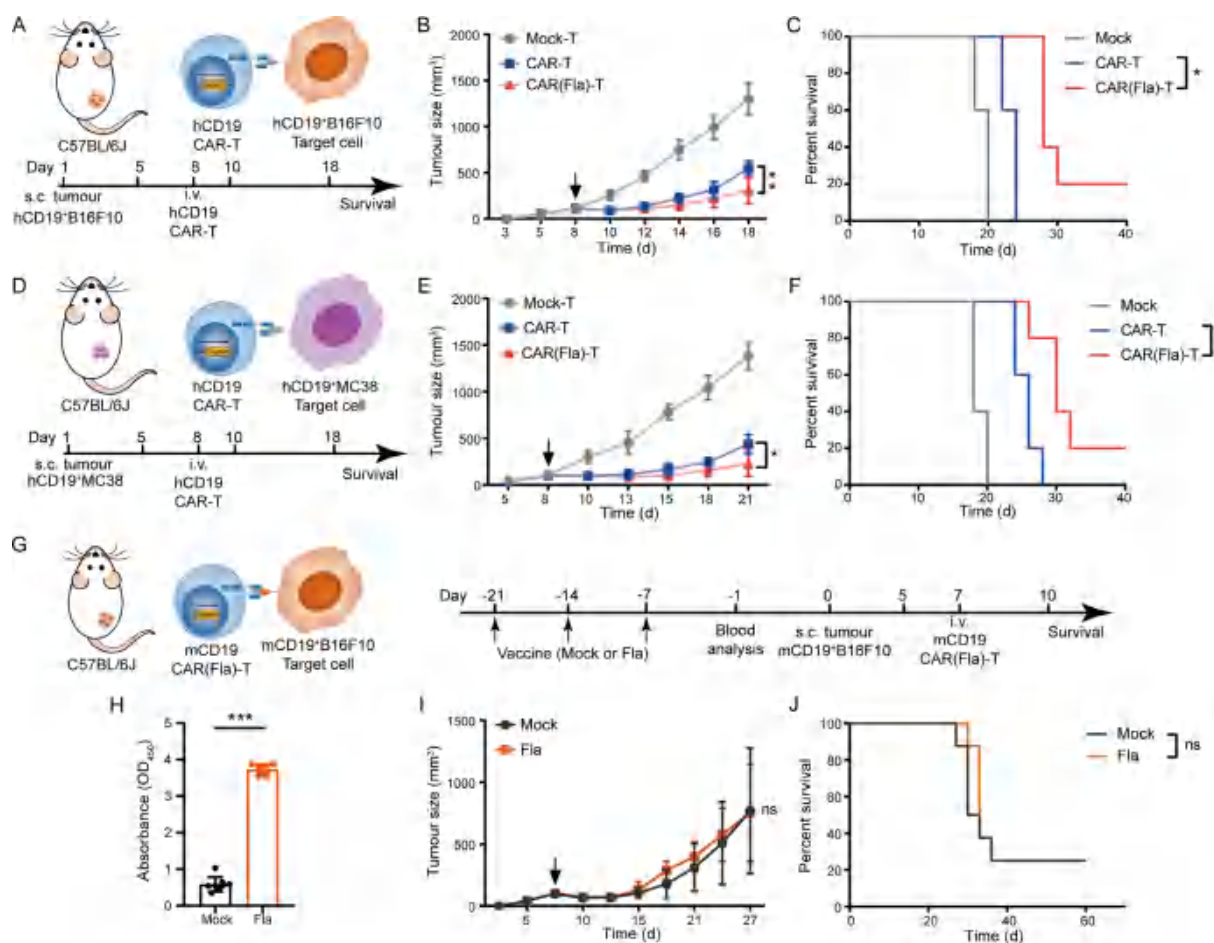 A
C57BL/6J
hCD19
CAR-T
hCD19+B16F10
Target cell
Day 1 5 8 10 18
s.c. tumour
hCD19+B16F10
i.v.
hCD19
CAR-T
Survival
B
Tumour size (mm³)
2000
1500
1000
500
0
Mock-T
CAR-T
CAR(Fla)-T
**
3 5 8 10 12 14 16 18
Time (d)
C
Percent survival
100
80
60
40
20
0
Mock
CAR-T
CAR(Fla)-T
*
0 10 20 30 40
Time (d)
D
C57BL/6J
hCD19
CAR-T
hCD19+MC38
Target cell
Day 1 5 8 10 18
s.c. tumour
hCD19+MC38
i.v.
hCD19
CAR-T
Survival
E
Tumour size (mm³)
2000
1500
1000
500
0
Mock-T
CAR-T
CAR(Fla)-T
*
5 8 10 13 15 18 21
Time (d)
F
Percent survival
100
80
60
40
20
0
Mock
CAR-T
CAR(Fla)-T
0 10 20 30 40
Time (d)
G
C57BL/6J
mCD19
CAR(Fla)-T
mCD19+B16F10
Target cell
Day -21 -14 -7 -1 0 5 7 10
Vaccine (Mock or Fla)
Blood
analysis
s.c. tumour
mCD19+B16F10
i.v.
mCD19
CAR(Fla)-T
Survival
H
Absorbance (OD450)
5
4
3
2
1
0
***
Mock Fla
I
Tumour size (mm³)
1500
1000
500
0
Mock
Fla
ns
5 15 21 27
Time (d)
J
Percent survival
100
80
60
40
20
0
Mock
Fla
ns
0 20 40 60
Time (d)